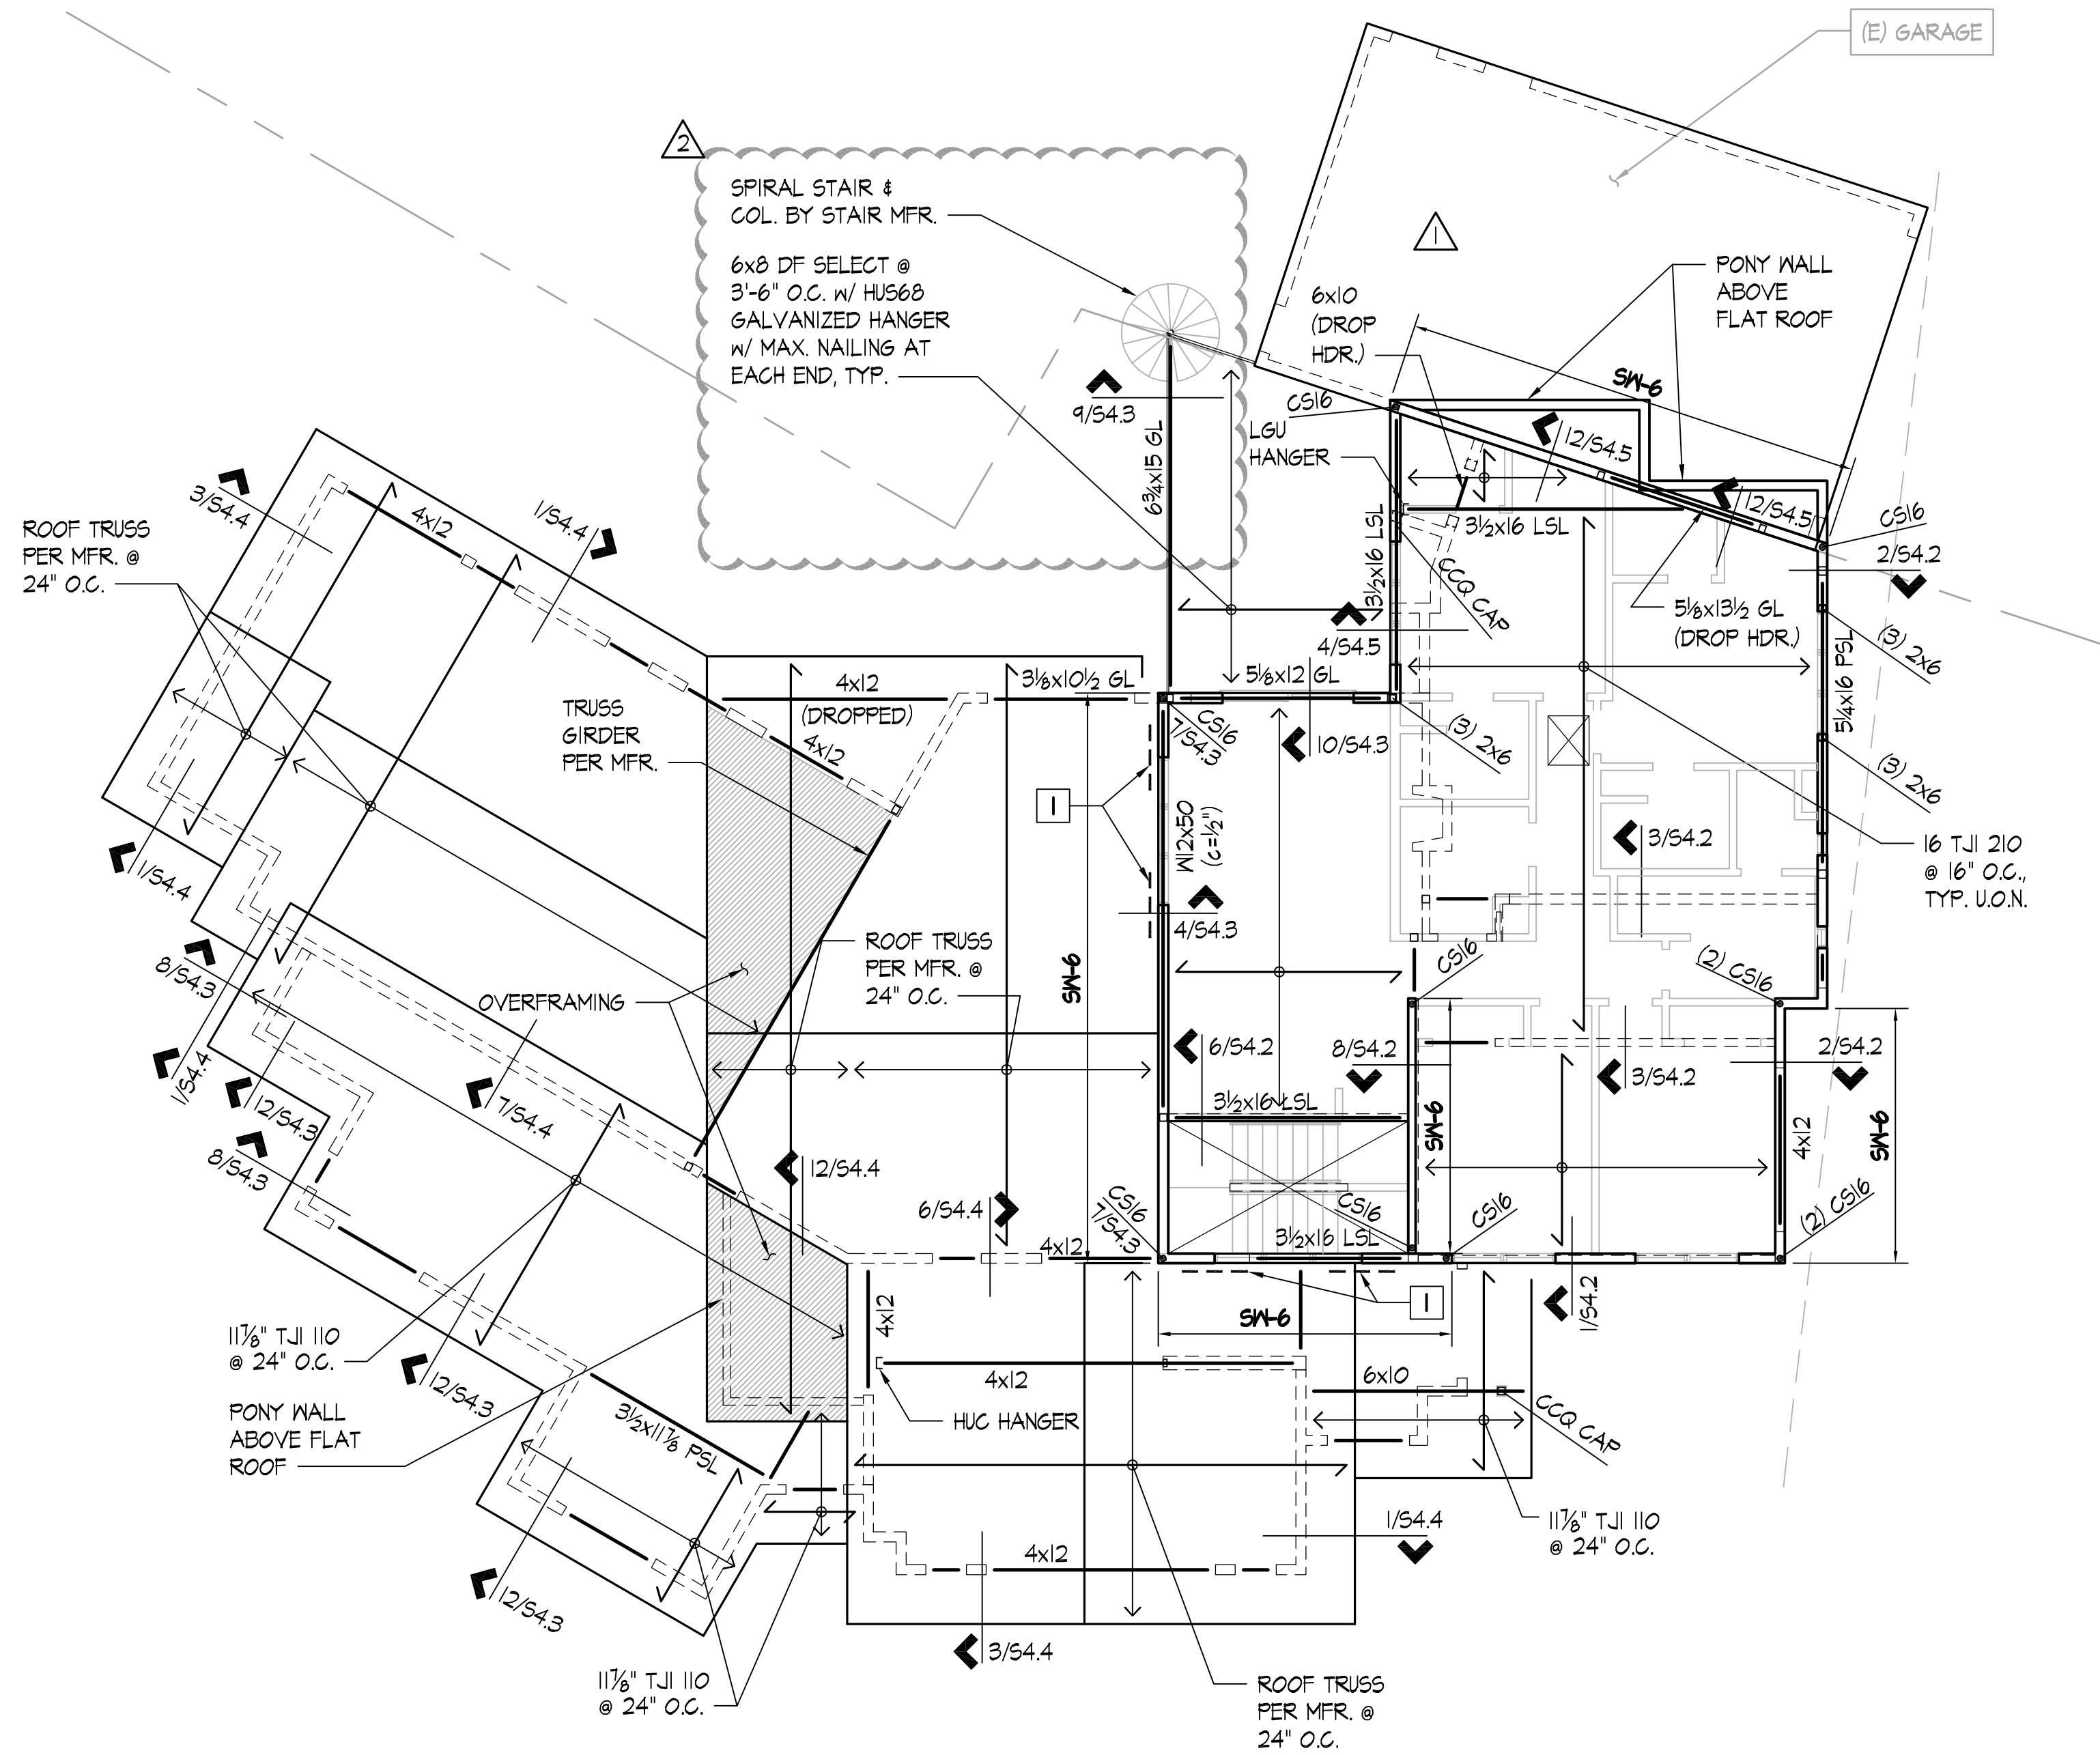 (E) GARAGE
2
SPIRAL STAIR &
COL. BY STAIR MFR.
6x8 DF SELECT @
3'-6" O.C. w/ HUS68
GALVANIZED HANGER
w/ MAX. NAILING AT
EACH END, TYP.
1
PONY WALL
ABOVE
FLAT ROOF
6x10
(DROP
HDR.)
SW-6
9/S4.3
CS16
LGU
HANGER
12/S4.5
6¾x15 GL
3½x16 LSL
12/S4.5
CS16
2/S4.2
3/S4.4
4x12
1/S4.4
ROOF TRUSS
PER MFR. @
24" O.C.
3½x16 LSL
CCQ CAP
5⅛x13½ GL
(DROP HDR.)
(3) 2x6
4/S4.5
5¼x16 PSL
4x12
(DROPPED)
3⅛x10½ GL
5⅛x12 GL
TRUSS
GIRDER
PER MFR.
4x12
CS16
7/S4.3
10/S4.3
(3) 2x6
(3) 2x6
1
W12x50
(c=½")
3/S4.2
16 TJI 210
@ 16" O.C.,
TYP. U.O.N.
1/S4.4
4/S4.3
ROOF TRUSS
PER MFR. @
24" O.C.
SW-6
CS16
(2) CS16
8/S4.3
OVERFRAMING
6/S4.2
8/S4.2
2/S4.2
1/S4.4
12/S4.3
7/S4.4
3/S4.2
3½x16 LSL
SW-6
4x12
SW-6
8/S4.3
12/S4.4
6/S4.4
CS16
7/S4.3
CS16
CS16
(2) CS16
4x12
3½x16 LSL
1
1/S4.2
SW-6
4x12
11⅞" TJI 110
@ 24" O.C.
12/S4.3
4x12
6x10
HUC HANGER
CCQ CAP
PONY WALL
ABOVE FLAT
ROOF
3½x11⅞ PSL
1/S4.4
11⅞" TJI 110
@ 24" O.C.
4x12
12/S4.3
3/S4.4
11⅞" TJI 110
@ 24" O.C.
ROOF TRUSS
PER MFR. @
24" O.C.